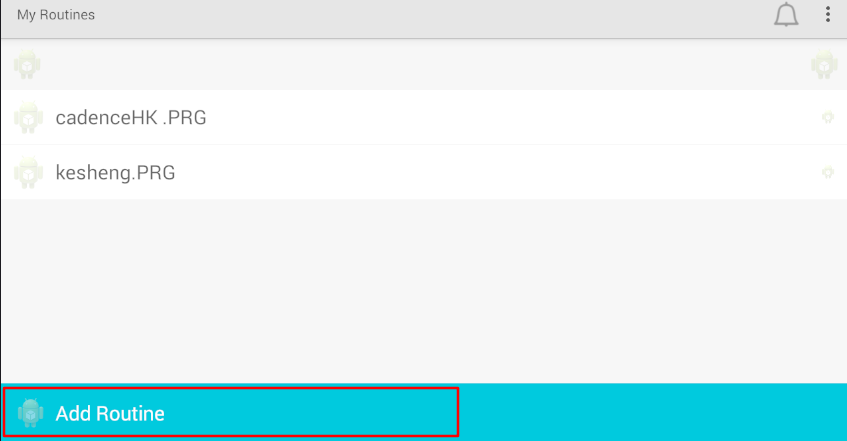 My Routines
cadenceHK .PRG
kesheng.PRG
Add Routine